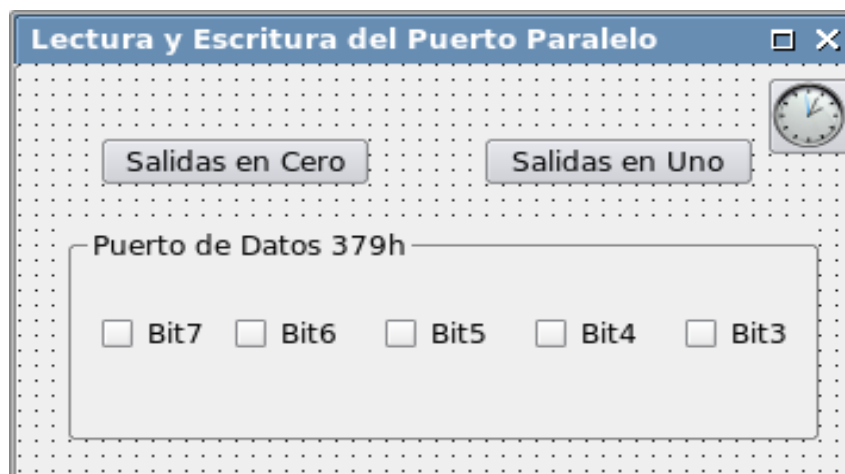 Lectura y Escritura del Puerto Paralelo
Salidas en Cero Salidas en Uno
Puerto de Datos 379h
Bit7 Bit6 Bit5 Bit4 Bit3